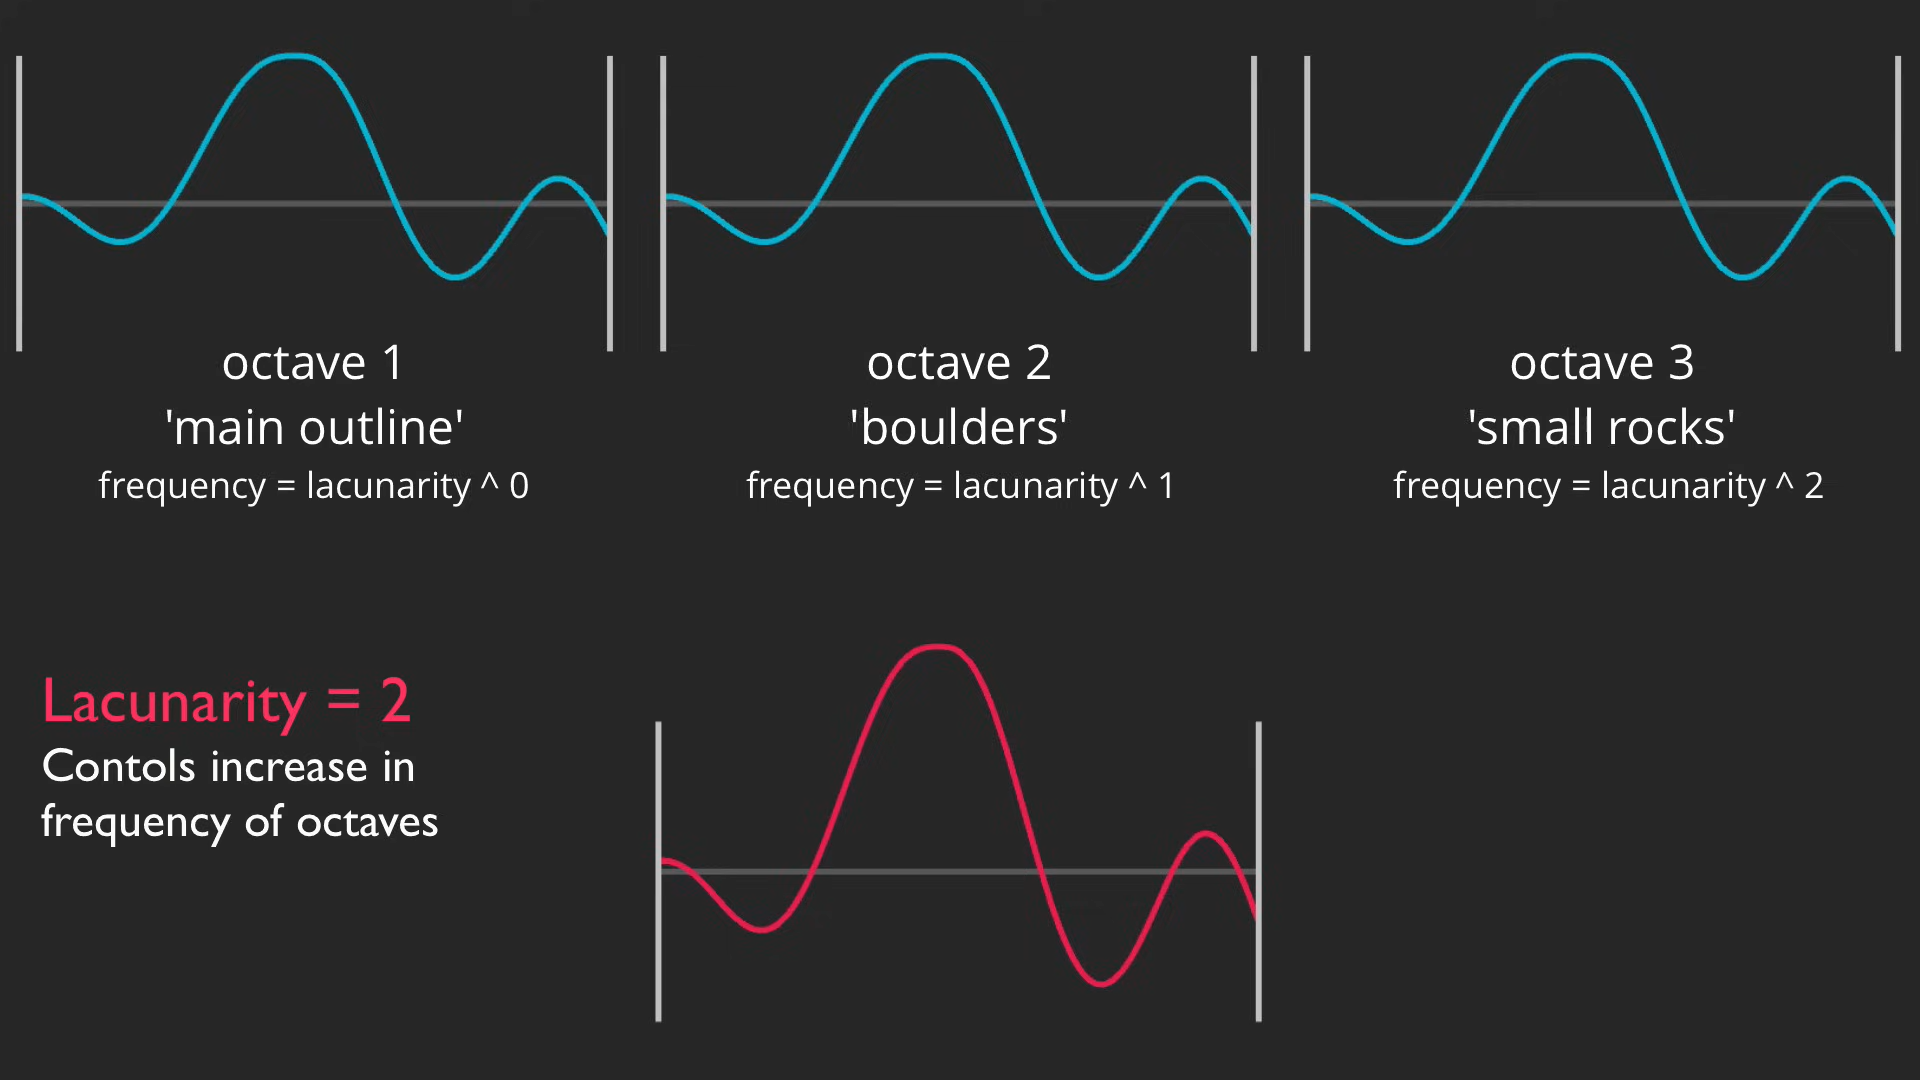 octave 1
'main outline'
frequency = lacunarity ^ 0
octave 2
'boulders'
frequency = lacunarity ^ 1
octave 3
'small rocks'
frequency = lacunarity ^ 2
Lacunarity = 2
Contols increase in
frequency of octaves